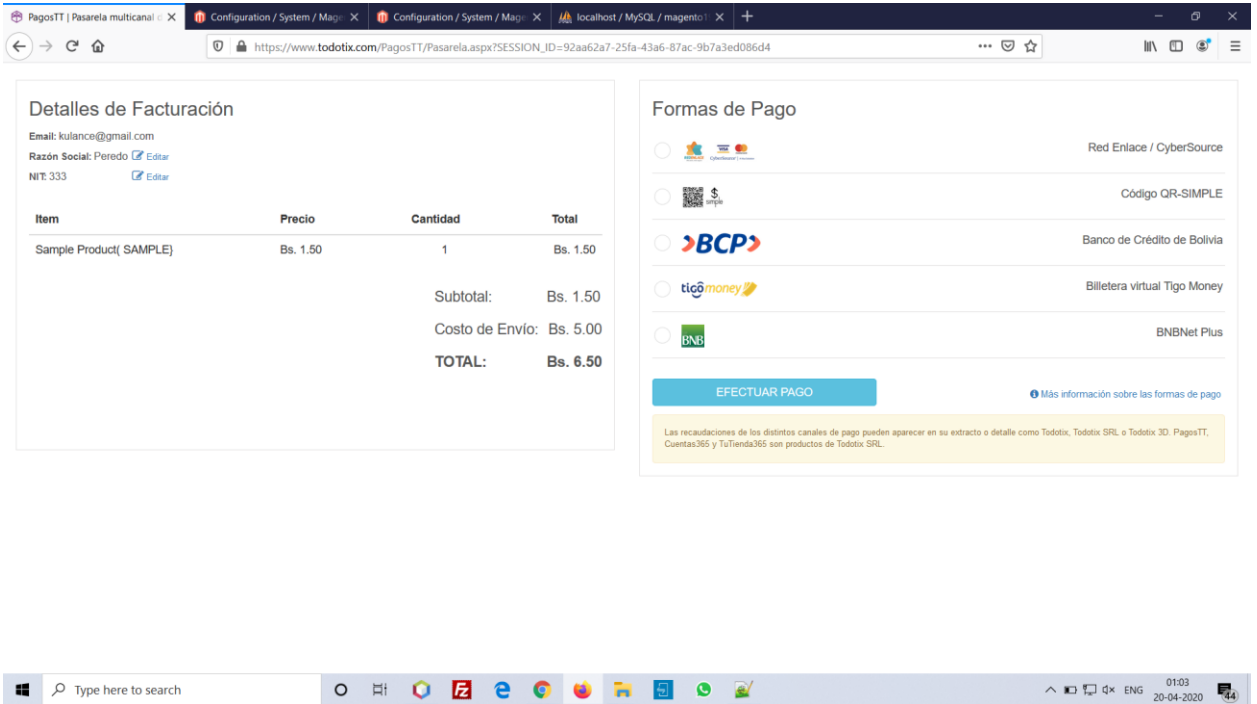 PagosTT | Pasarela multicanal d
Configuration / System / Mage
Configuration / System / Mage
localhost / MySQL / magento1
https://www.todotix.com/PagosTT/Pasarela.aspx?SESSION_ID=92aa62a7-25fa-43a6-87ac-9b7a3ed086d4
Detalles de Facturación
Email: kulance@gmail.com
Razón Social: Peredo Editar
NIT: 333 Editar
Item Precio Cantidad Total
Sample Product( SAMPLE) Bs. 1.50 1 Bs. 1.50
Subtotal: Bs. 1.50
Costo de Envío: Bs. 5.00
TOTAL: Bs. 6.50
Formas de Pago
VISA CyberSource Red Enlace / CyberSource
$ simple Código QR-SIMPLE
BCP Banco de Crédito de Bolivia
tigo money Billetera virtual Tigo Money
BNB BNBNet Plus
EFECTUAR PAGO Más información sobre las formas de pago
Las recaudaciones de los distintos canales de pago pueden aparecer en su extracto o detalle como Todotix, Todotix SRL o Todotix 3D. PagosTT,
Cuentas365 y TuTienda365 son productos de Todotix SRL.
Type here to search
ENG
01:03
20-04-2020
44